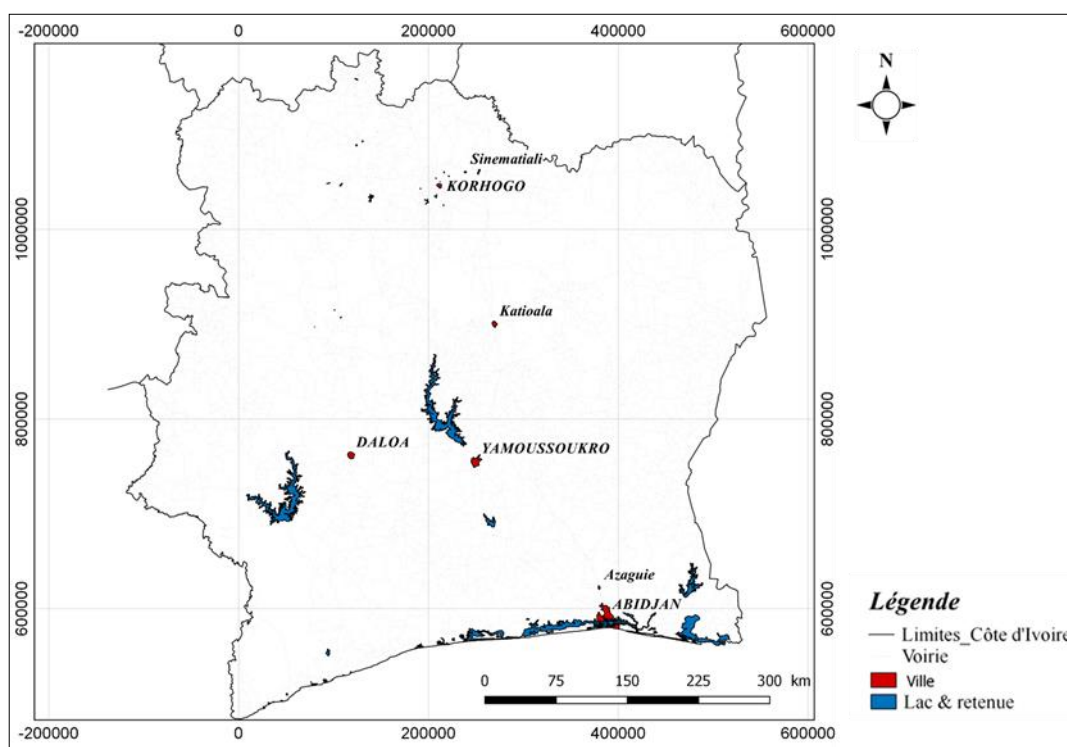 -200000 0 200000 400000 600000
N
Sinematiali
KORHOGO
1000000 1000000
Katioala
800000 800000
DALOA YAMOUSSOUKRO
Azaguie
600000 ABIDJAN 600000
Légende
Limites_Côte d'Ivoire
Voirie
Ville
Lac & retenue
0 75 150 225 300 km
-200000 0 200000 400000 600000